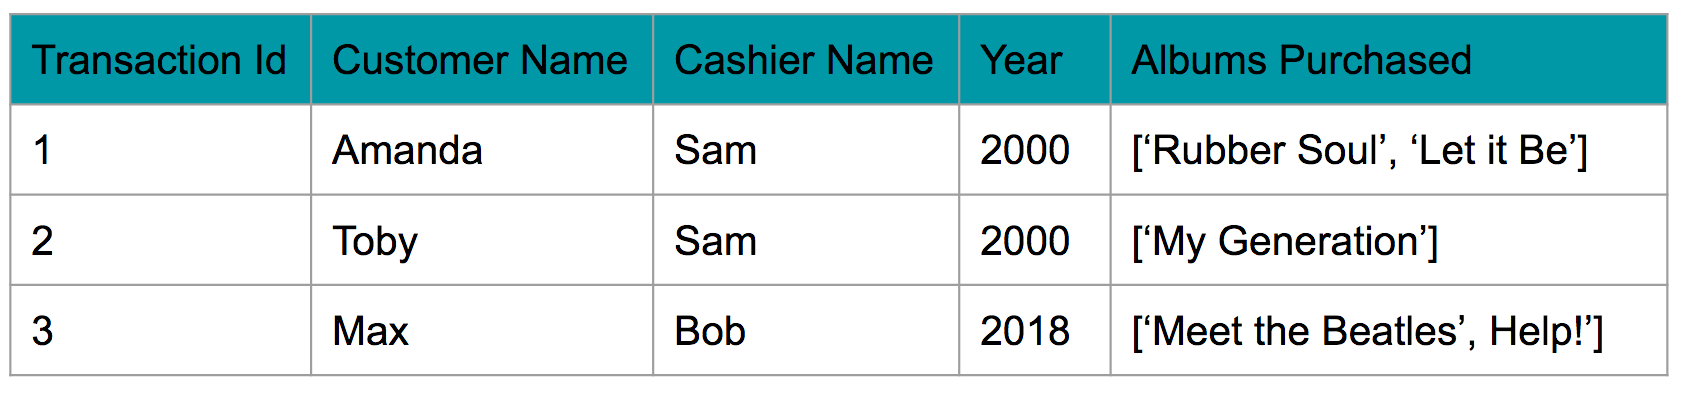 Transaction Id Customer Name Cashier Name Year Albums Purchased
1 Amanda Sam 2000 [‘Rubber Soul’, ‘Let it Be’]
2 Toby Sam 2000 [‘My Generation’]
3 Max Bob 2018 [‘Meet the Beatles’, Help!’]